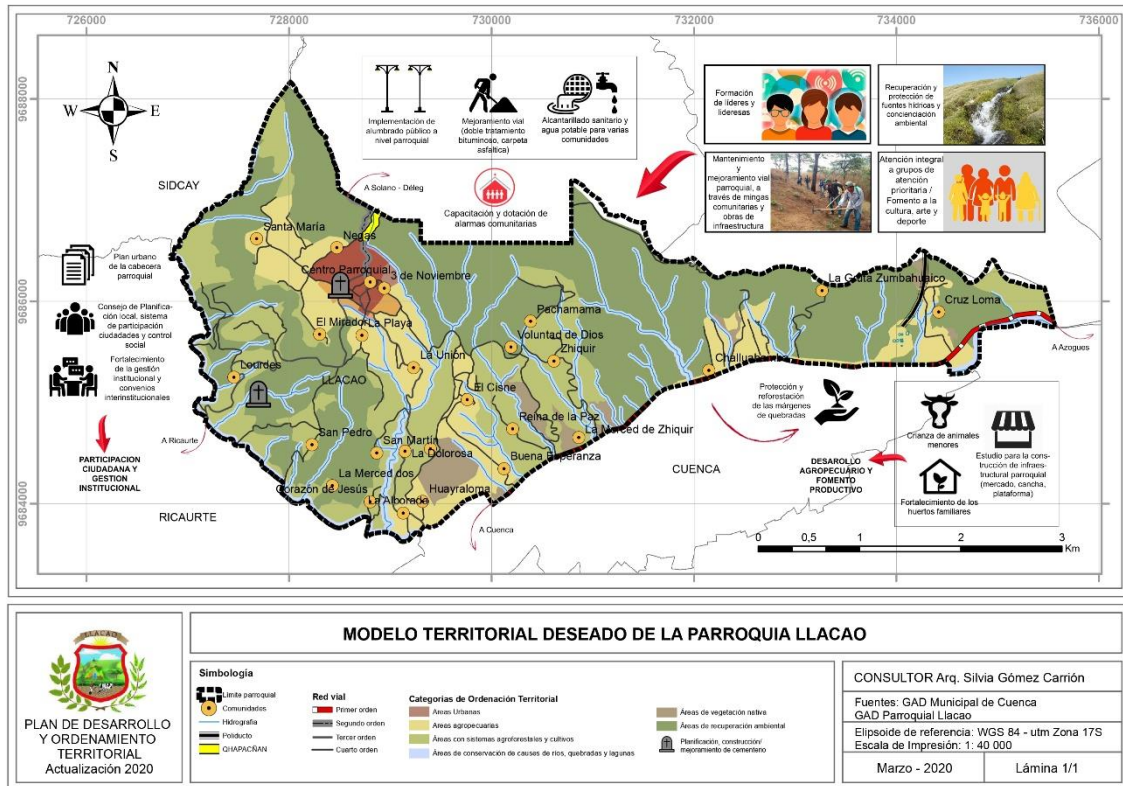 726000
728000
730000
732000
734000
736000
9688000
9686000
9684000
N
W
E
S
SIDCAY
RICAURTE
CUENCA
LLACAO
A Solano - Déleg
A Ricaurte
A Cuenca
A Azogues
Implementación de
alumbrado público a
nivel parroquial
Mejoramiento vial
(doble tratamiento
bituminoso, carpeta
asfáltica)
Alcantarillado sanitario y
agua potable para varias
comunidades
Capacitación y dotación de
alarmas comunitarias
Formación
de líderes y
lideresas
Recuperación y
protección de
fuentes hídricas y
concienciación
ambiental
Mantenimiento
y
mejoramiento vial
parroquial, a
través de mingas
comunitarias y
obras de
infraestructura
Atención integral
a grupos de
atención
prioritaria /
Fomento a la
cultura, arte y
deporte
Plan urbano
de la cabecera
parroquial
Consejo de Planifica-
ción local, sistema
de participación
ciudadades y control
social
Fortalecimiento
de la gestión
institucional y
convenios
interinstitucionales
PARTICIPACION
CIUDADANA Y
GESTION
INSTITUCIONAL
Santa María
Negas
Centro Parroquial
3 de Noviembre
El Mirador
La Playa
Lourdes
La Unión
Pachamama
Voluntad de Dios
Zhiquir
El Cisne
Reina de la Paz
La Merced de Zhiquir
Buena Esperanza
San Pedro
San Martín
La Dolorosa
La Merced dos
Corazón de Jesús
La Alborada
Huayraloma
Challuabamba
La Gruta Zumbahuaico
Cruz Loma
Protección y
reforestación
de las márgenes
de quebradas
DESAROLLO
AGROPECUÁRIO Y
FOMENTO
PRODUCTIVO
Crianza de animales
menores
Fortalecimiento de los
huertos familiares
Estudio para la cons-
trucción de infraes-
tructural parroquial
(mercado, cancha,
plataforma)
0 0,5 1 2 3
Km
LLACAO
PLAN DE DESARROLLO
Y ORDENAMIENTO
TERRITORIAL
Actualización 2020
MODELO TERRITORIAL DESEADO DE LA PARROQUIA LLACAO
Simbologia
Limite parroquial
Comunidades
Hidrografia
Poliducto
QHAPACÑAN
Red vial
Primer orden
Segundo orden
Tercer orden
Cuarto orden
Categorias de Ordenación Territorial
Areas Urbanas
Areas agropecuarias
Áreas con sistemas agroforestales y cultivos
Áreas de conservación de causes de rios, quebradas y lagunas
Áreas de vegetación nativa
Áreas de recuperación ambiental
Planificación, construcción/
mejoramiento de cementerio
CONSULTOR Arq. Silvia Gómez Carrión
Fuentes: GAD Municipal de Cuenca
GAD Parroquial Llacao
Elipsoide de referencia: WGS 84 - utm Zona 17S
Escala de Impresión: 1: 40 000
Marzo - 2020
Lámina 1/1